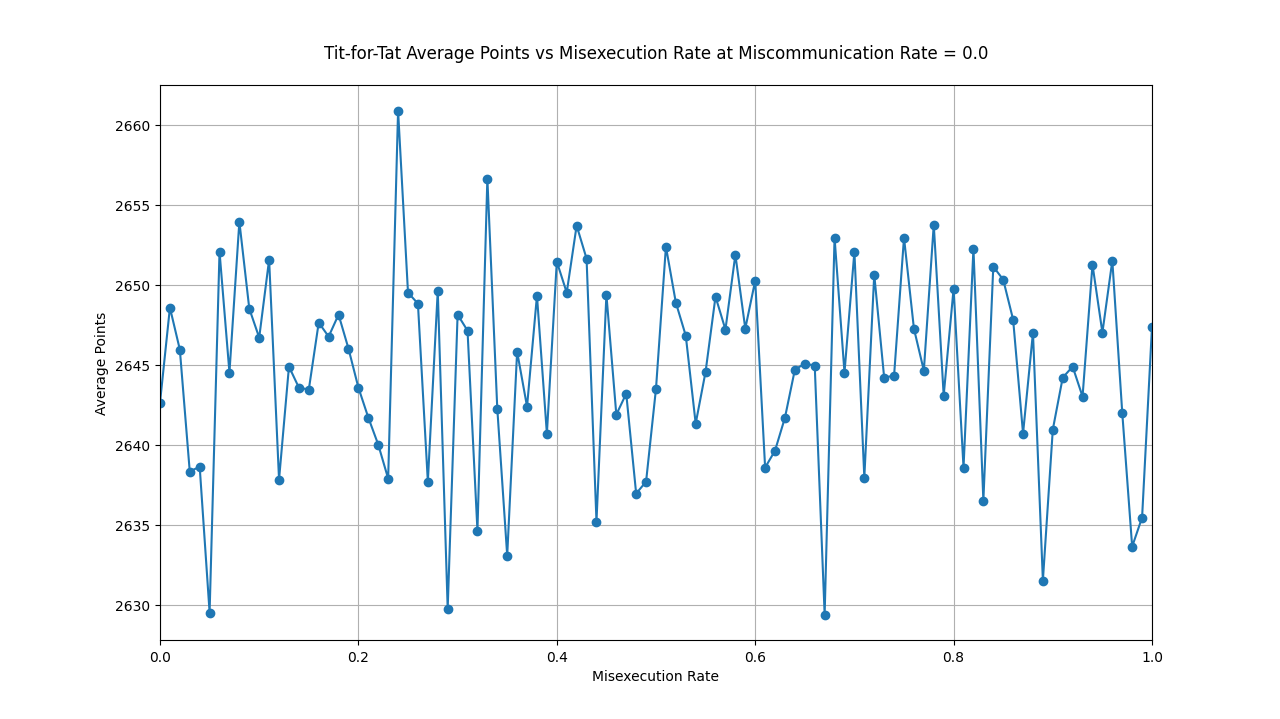 Tit-for-Tat Average Points vs Misexecution Rate at Miscommunication Rate = 0.0
Average Points
2660
2655
2650
2645
2640
2635
2630
0.0 0.2 0.4 0.6 0.8 1.0
Misexecution Rate